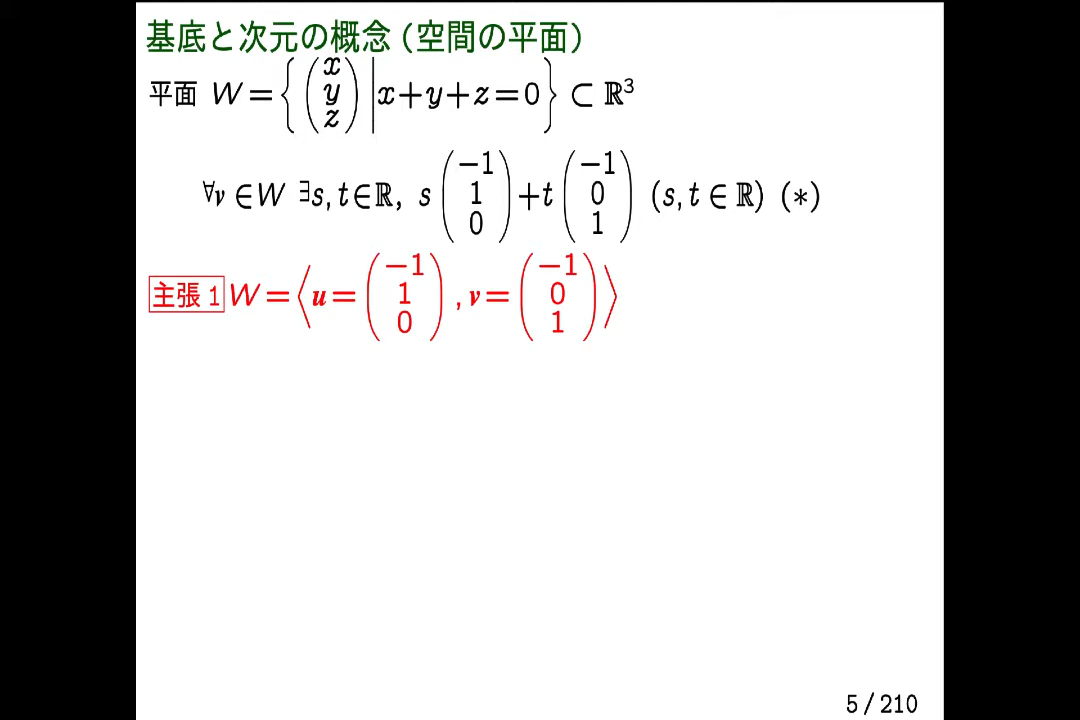 基底と次元の概念 (空間の平面)
平面 W = { (x y z) | x+y+z=0 } ⊂ ℝ³
∀v ∈ W ∃s, t∈ℝ, s (−1 1 0) + t (−1 0 1) (s, t ∈ ℝ) (∗)
主張 1 W = ⟨ u = (−1 1 0) , v = (−1 0 1) ⟩
5 / 210